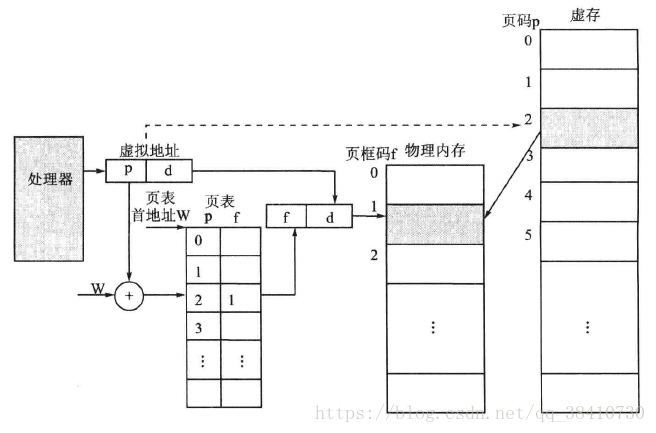 页码p 虚存
0
1
2
3
4
5
⋮
处理器
虚拟地址
p d
页表
首地址W
页表
p f
0
1
2 1
3
⋮ ⋮
W
+
f d
页框码f 物理内存
0
1
2
⋮
https://blog.csdn.net/qq_38410730